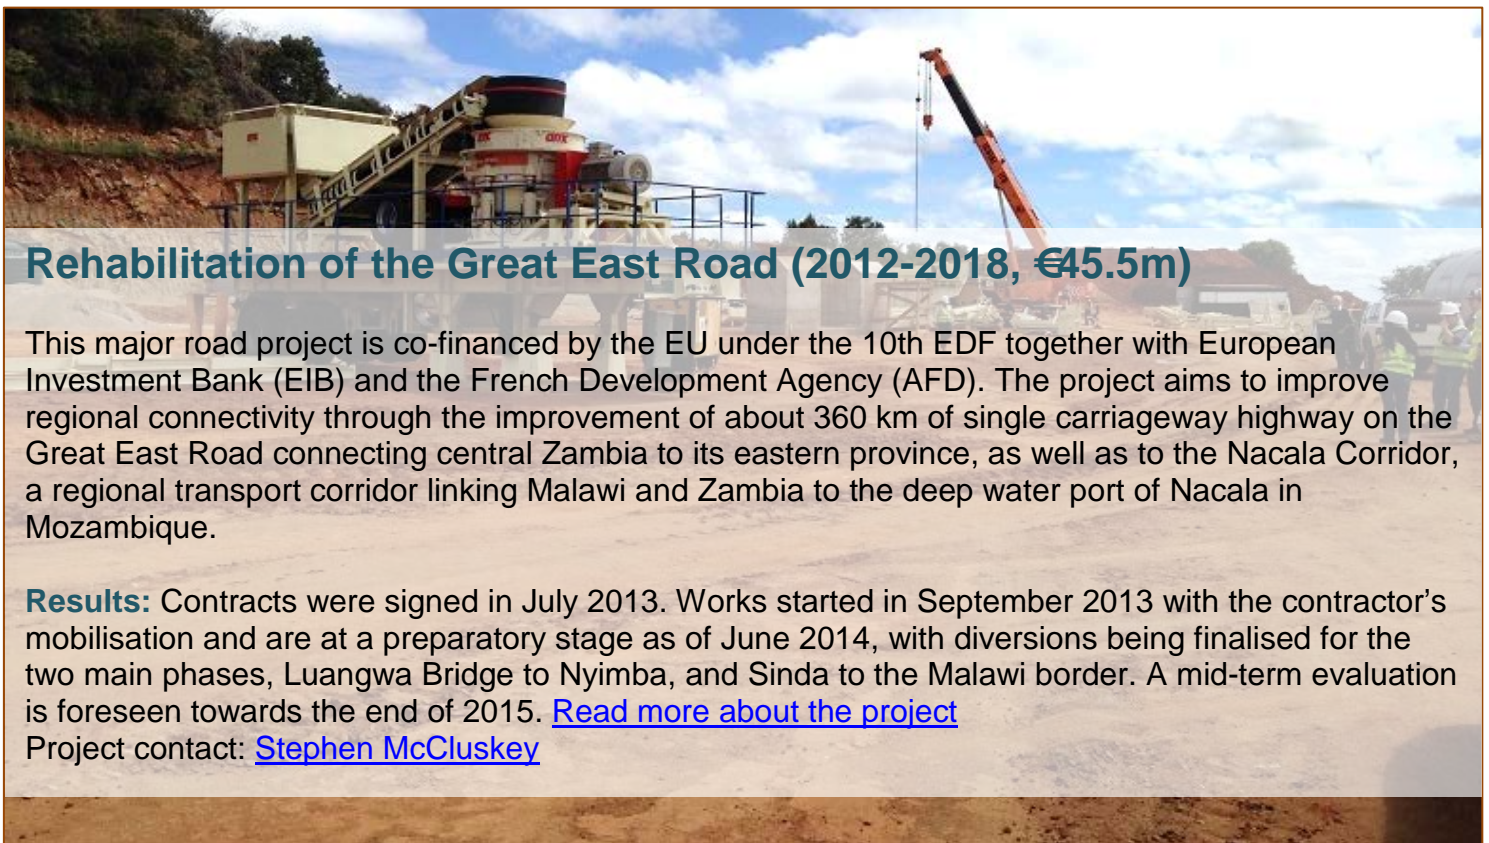 Rehabilitation of the Great East Road (2012-2018, €45.5m)
This major road project is co-financed by the EU under the 10th EDF together with European
Investment Bank (EIB) and the French Development Agency (AFD). The project aims to improve
regional connectivity through the improvement of about 360 km of single carriageway highway on the
Great East Road connecting central Zambia to its eastern province, as well as to the Nacala Corridor,
a regional transport corridor linking Malawi and Zambia to the deep water port of Nacala in
Mozambique.
Results: Contracts were signed in July 2013. Works started in September 2013 with the contractor’s
mobilisation and are at a preparatory stage as of June 2014, with diversions being finalised for the
two main phases, Luangwa Bridge to Nyimba, and Sinda to the Malawi border. A mid-term evaluation
is foreseen towards the end of 2015. Read more about the project
Project contact: Stephen McCluskey